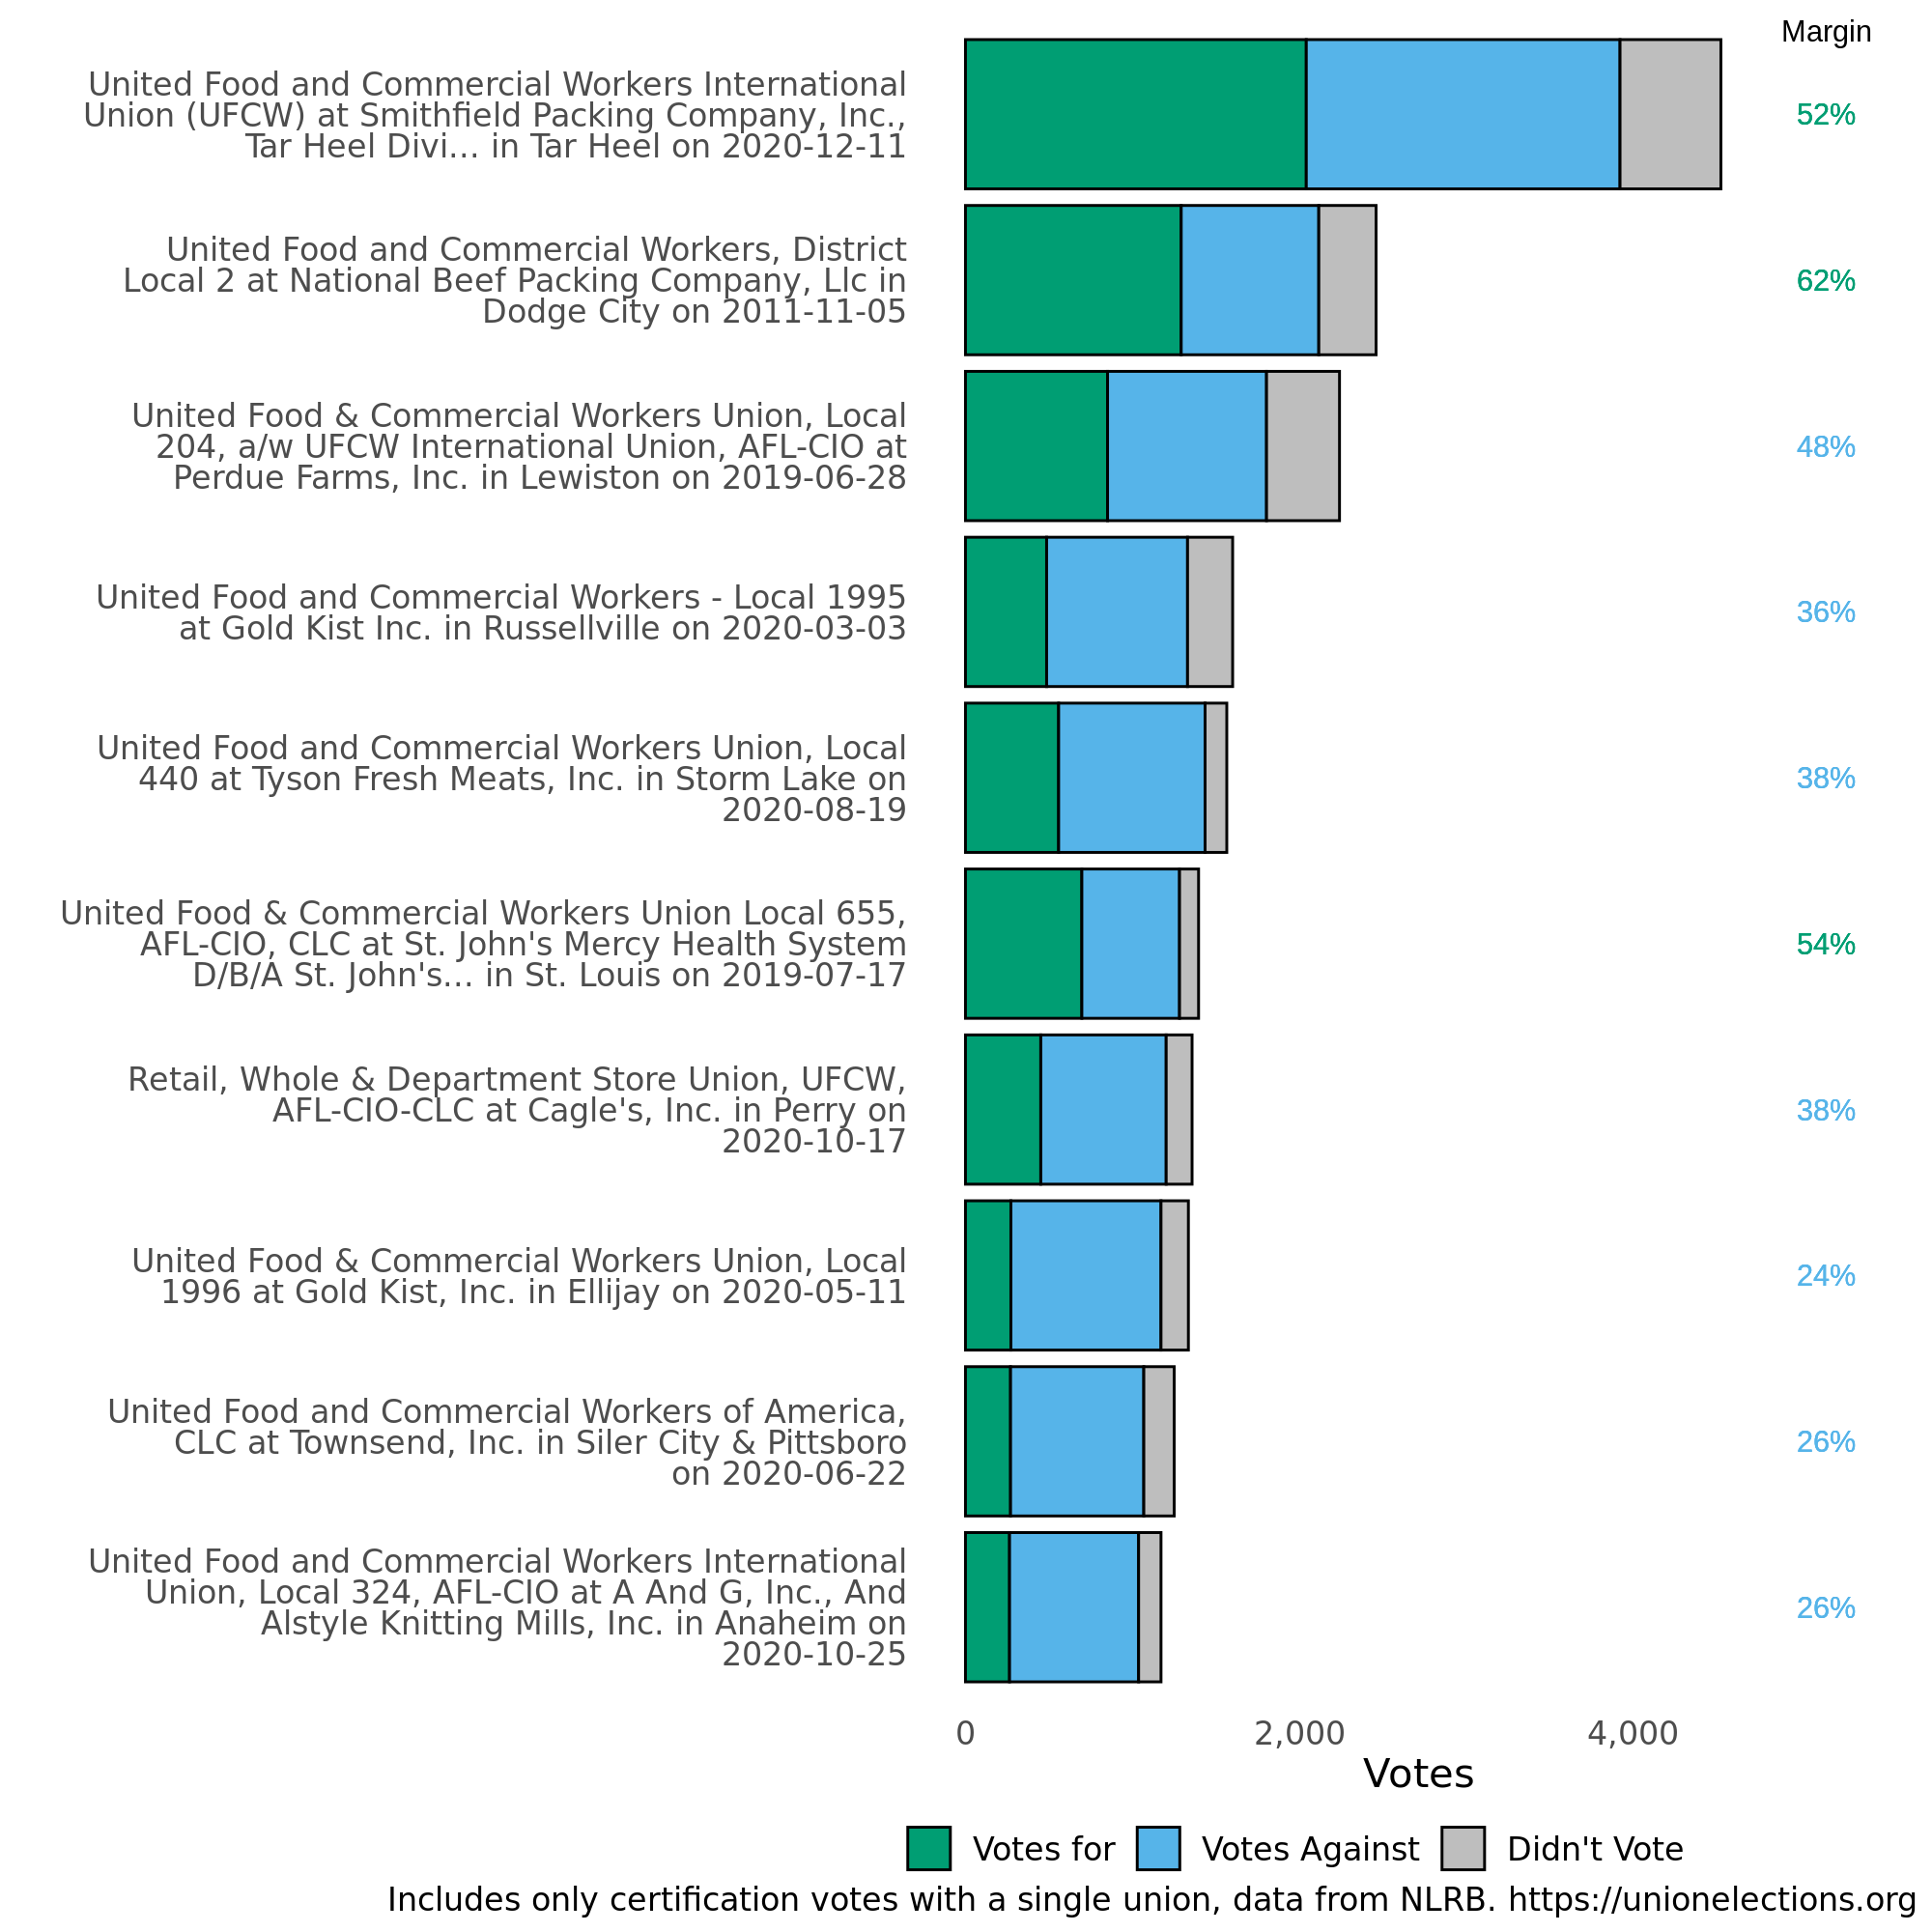 Margin
United Food and Commercial Workers International
Union (UFCW) at Smithfield Packing Company, Inc.,
Tar Heel Divi... in Tar Heel on 2020-12-11
52%
United Food and Commercial Workers, District
Local 2 at National Beef Packing Company, Llc in
Dodge City on 2011-11-05
62%
United Food & Commercial Workers Union, Local
204, a/w UFCW International Union, AFL-CIO at
Perdue Farms, Inc. in Lewiston on 2019-06-28
48%
United Food and Commercial Workers - Local 1995
at Gold Kist Inc. in Russellville on 2020-03-03
36%
United Food and Commercial Workers Union, Local
440 at Tyson Fresh Meats, Inc. in Storm Lake on
2020-08-19
38%
United Food & Commercial Workers Union Local 655,
AFL-CIO, CLC at St. John's Mercy Health System
D/B/A St. John's... in St. Louis on 2019-07-17
54%
Retail, Whole & Department Store Union, UFCW,
AFL-CIO-CLC at Cagle's, Inc. in Perry on
2020-10-17
38%
United Food & Commercial Workers Union, Local
1996 at Gold Kist, Inc. in Ellijay on 2020-05-11
24%
United Food and Commercial Workers of America,
CLC at Townsend, Inc. in Siler City & Pittsboro
on 2020-06-22
26%
United Food and Commercial Workers International
Union, Local 324, AFL-CIO at A And G, Inc., And
Alstyle Knitting Mills, Inc. in Anaheim on
2020-10-25
26%
0 2,000 4,000
Votes
Votes for Votes Against Didn't Vote
Includes only certification votes with a single union, data from NLRB. https://unionelections.org